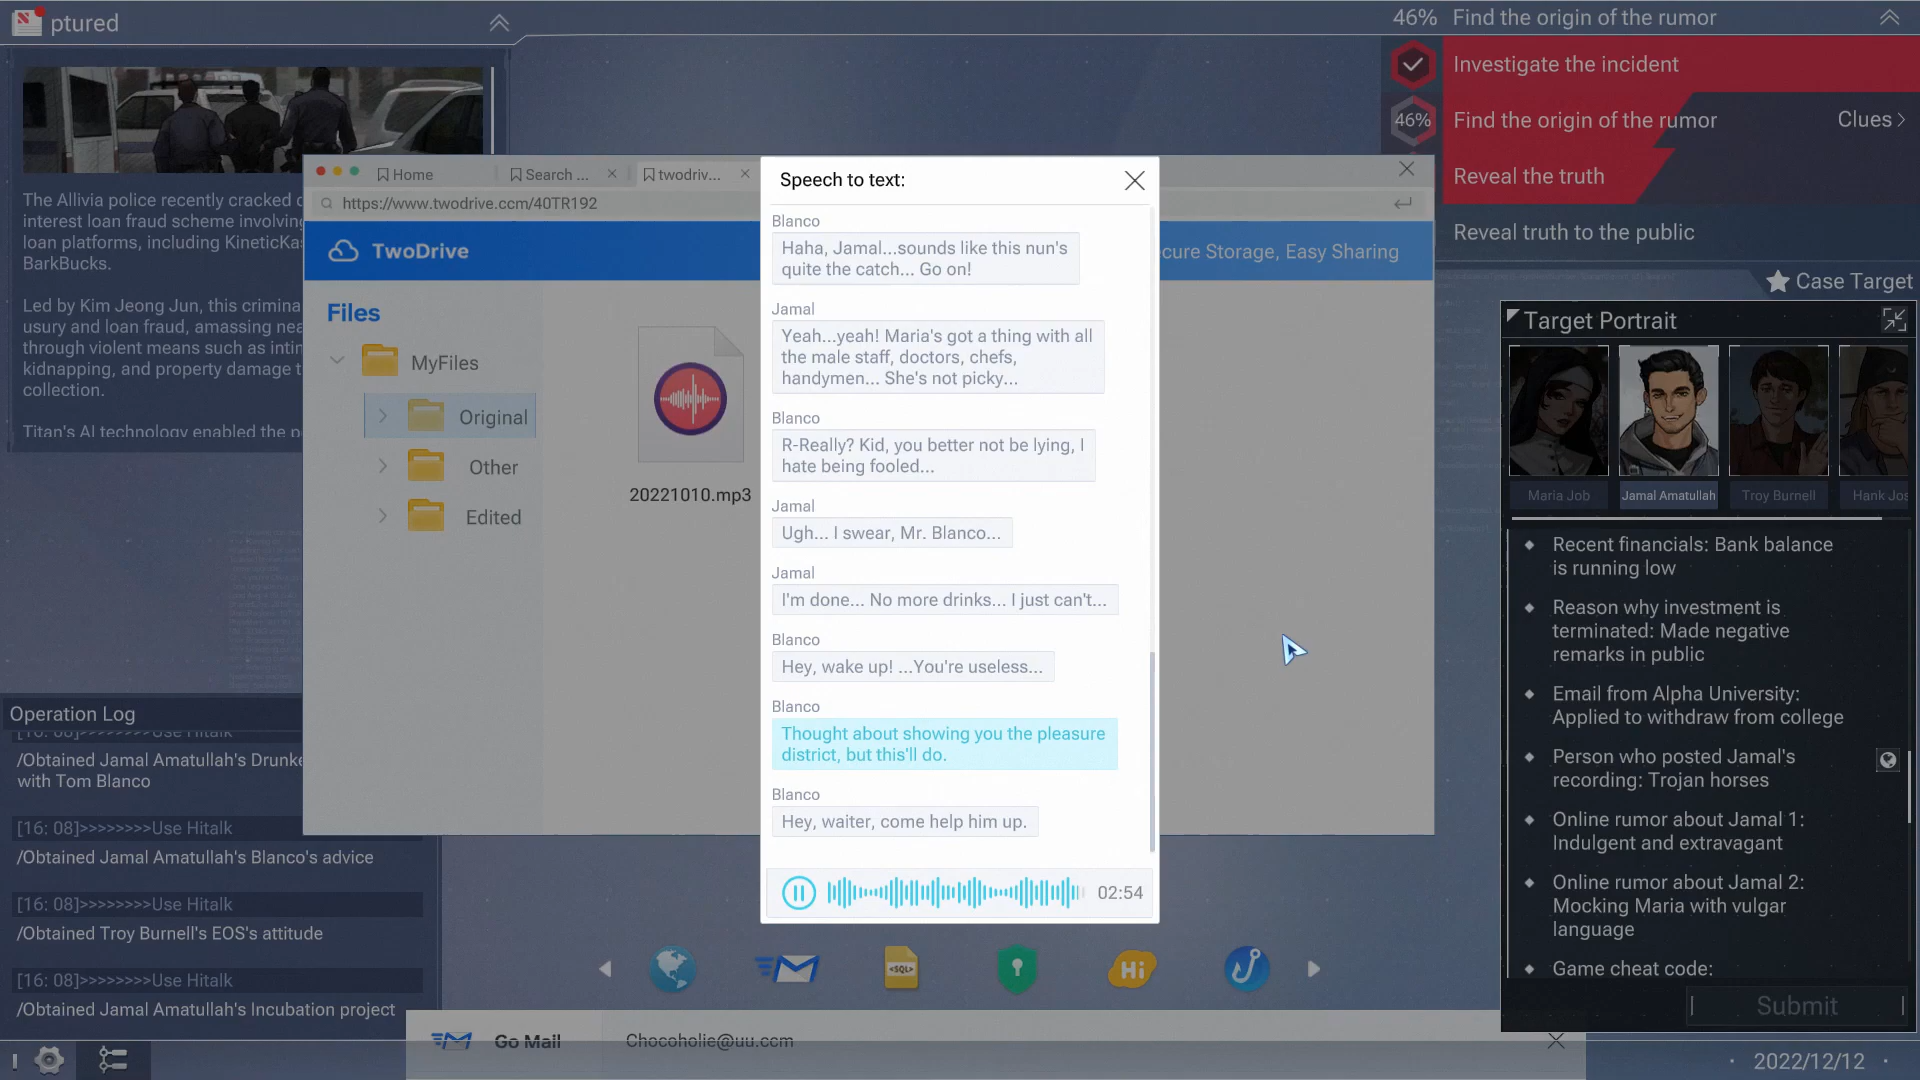 ptured
The Allivia police recently cracked
interest loan fraud scheme involving
loan platforms, including KineticKas
BarkBucks.
Led by Kim Jeong Jun, this crimina
usury and loan fraud, amassing nea
through violent means such as intin
kidnapping, and property damage t
collection.
Titan's AI technology enabled the p
Operation Log
/Obtained Jamal Amatullah's Drunke
with Tom Blanco
[16: 08]>>>>>>>>Use Hitalk
/Obtained Jamal Amatullah's Blanco's advice
[16: 08]>>>>>>>>Use Hitalk
/Obtained Troy Burnell's EOS's attitude
[16: 08]>>>>>>>>Use Hitalk
/Obtained Jamal Amatullah's Incubation project
Home
Search ...
twodriv...
https://www.twodrive.ccm/40TR192
TwoDrive
cure Storage, Easy Sharing
Files
MyFiles
Original
Other
Edited
20221010.mp3
Speech to text:
Blanco
Haha, Jamal...sounds like this nun's
quite the catch... Go on!
Jamal
Yeah...yeah! Maria's got a thing with all
the male staff, doctors, chefs,
handymen... She's not picky...
Blanco
R-Really? Kid, you better not be lying, I
hate being fooled...
Jamal
Ugh... I swear, Mr. Blanco...
Jamal
I'm done... No more drinks... I just can't...
Blanco
Hey, wake up! ...You're useless...
Blanco
Thought about showing you the pleasure
district, but this'll do.
Blanco
Hey, waiter, come help him up.
02:54
<SQL>
Hi
Go Mail
Chocoholie@uu.ccm
46% Find the origin of the rumor
Investigate the incident
46% Find the origin of the rumor
Clues
Reveal the truth
Reveal truth to the public
Case Target
Target Portrait
Maria Job
Jamal Amatullah
Troy Burnell
Hank Jos
Recent financials: Bank balance
is running low
Reason why investment is
terminated: Made negative
remarks in public
Email from Alpha University:
Applied to withdraw from college
Person who posted Jamal's
recording: Trojan horses
Online rumor about Jamal 1:
Indulgent and extravagant
Online rumor about Jamal 2:
Mocking Maria with vulgar
language
Game cheat code:
Submit
2022/12/12